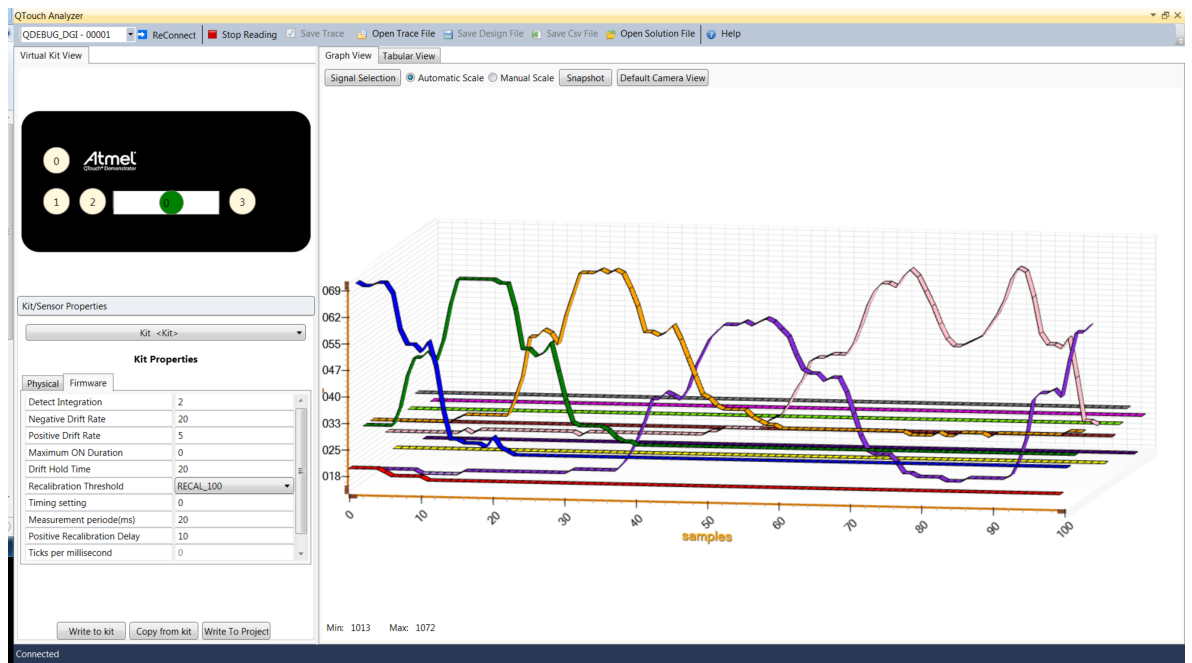 QTouch Analyzer
QDEBUG_DGI - 00001 ReConnect Stop Reading Save Trace Open Trace File Save Design File Save Csv File Open Solution File Help
Virtual Kit View
Graph View Tabular View
Signal Selection Automatic Scale Manual Scale Snapshot Default Camera View
0
Atmel
QTouch® Demonstrator
1 2 0 3
Kit/Sensor Properties
Kit <Kit>
Kit Properties
Physical Firmware
Detect Integration 2
Negative Drift Rate 20
Positive Drift Rate 5
Maximum ON Duration 0
Drift Hold Time 20
Recalibration Threshold RECAL_100
Timing setting 0
Measurement periode(ms) 20
Positive Recalibration Delay 10
Ticks per millisecond 0
Write to kit Copy from kit Write To Project
069
062
055
047
040
033
025
018
0 10 20 30 40 50 60 70 80 90 100
samples
Min: 1013 Max: 1072
Connected